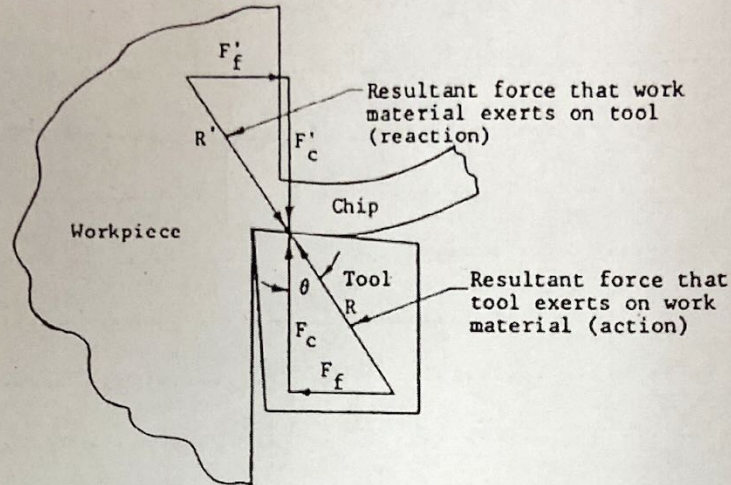 F'f
Resultant force that work
material exerts on tool
(reaction)
R'
F'c
Chip
Workpiece
Tool
θ
R
Resultant force that
tool exerts on work
material (action)
Fc
Ff